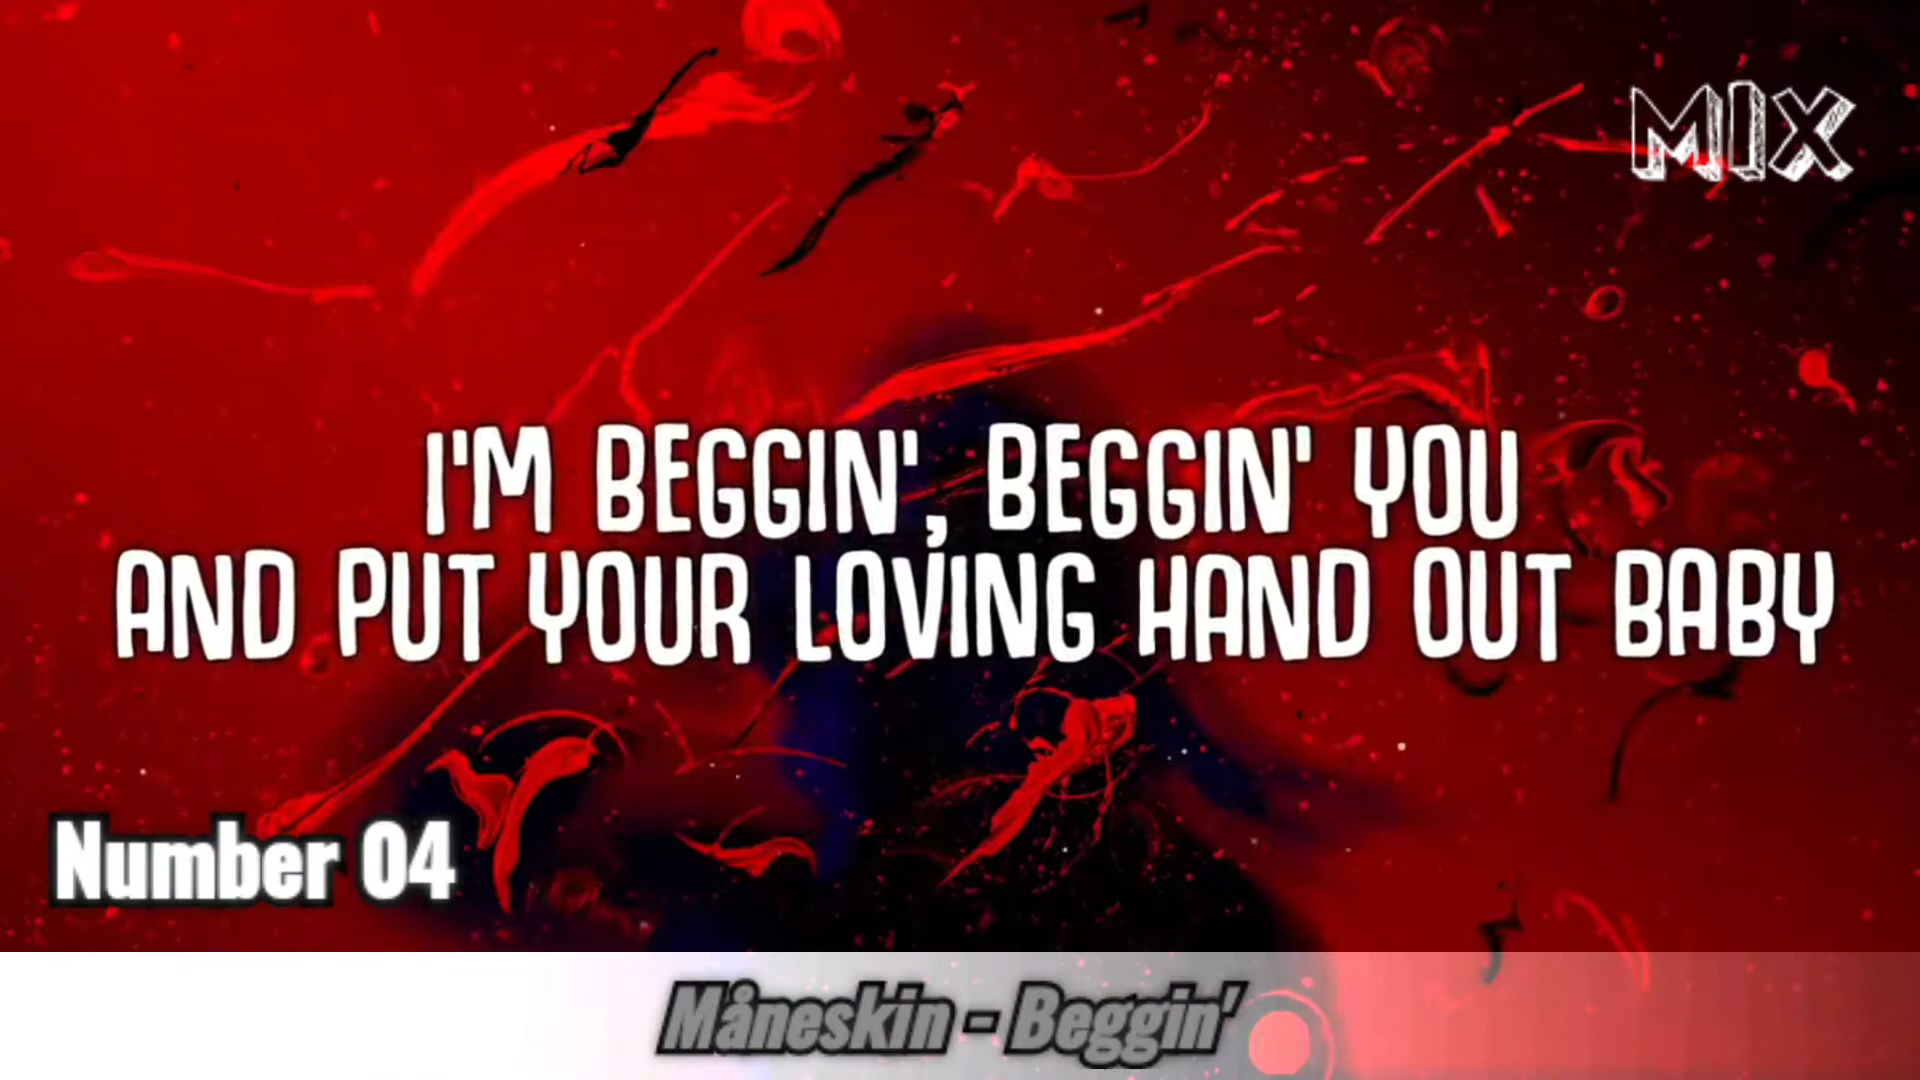 MIX
I'M BEGGIN', BEGGIN' YOU
AND PUT YOUR LOVING HAND OUT BABY
Number 04
Måneskin - Beggin'